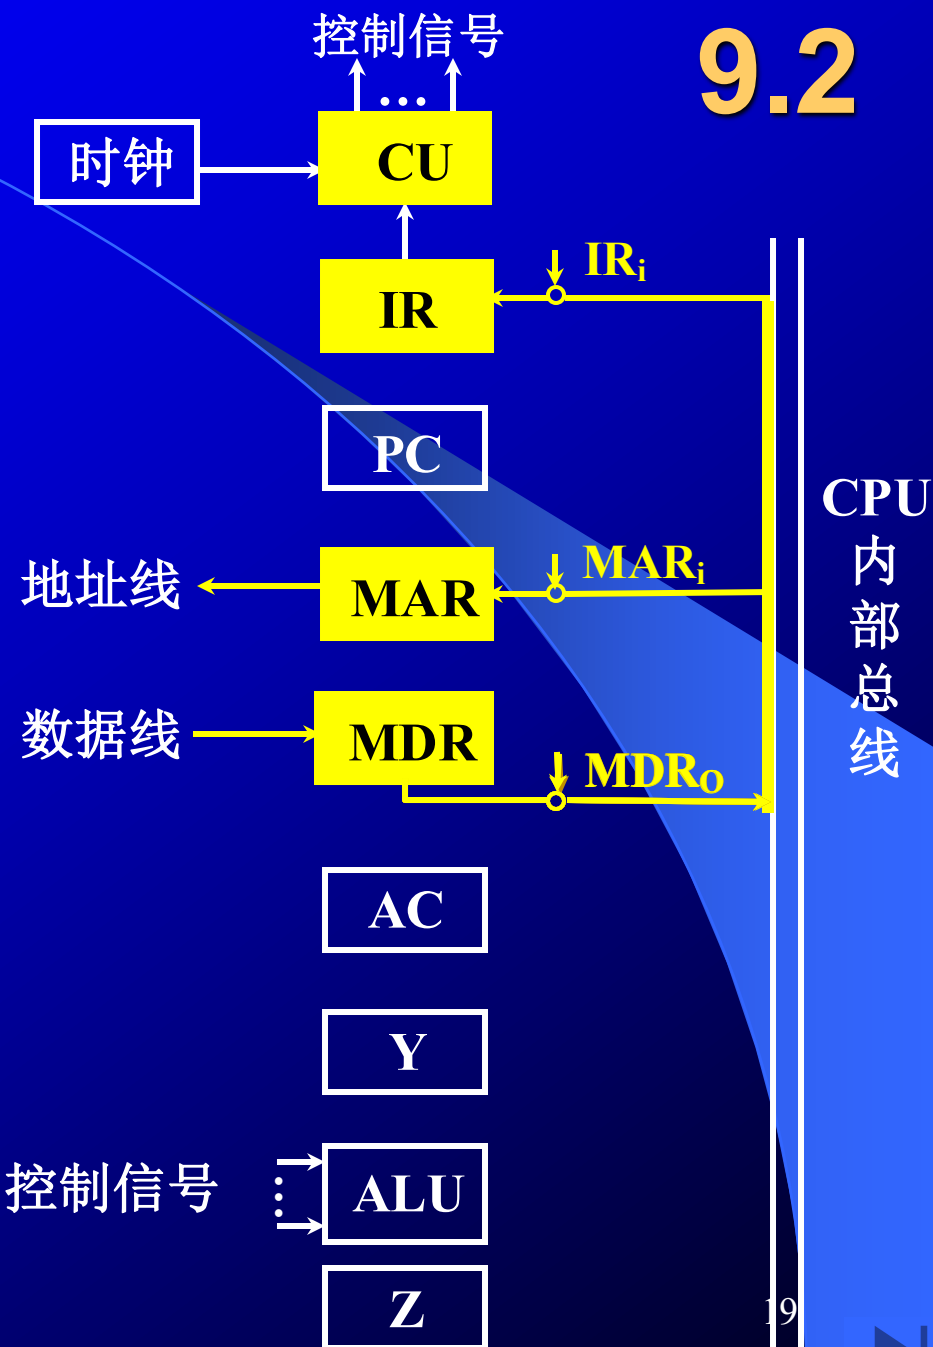 控制信号
9.2
…
时钟
CU
IR
IRi
PC
CPU
内
部
总
线
地址线
MAR
MARi
数据线
MDR
MDRO
AC
Y
控制信号
ALU
Z
19